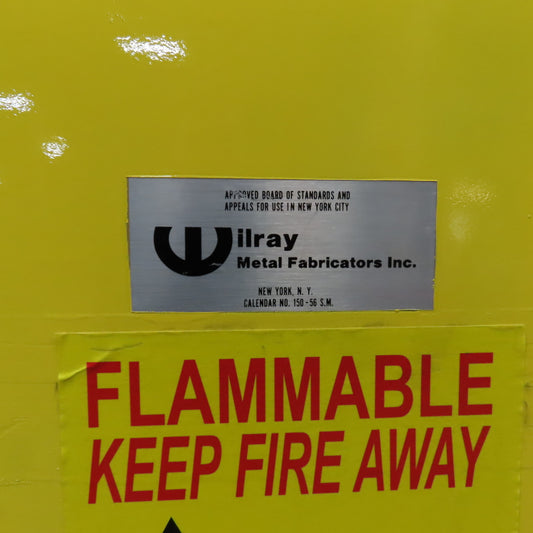 APPROVED BOARD OF STANDARDS AND
APPEALS FOR USE IN NEW YORK CITY
Wilray
Metal Fabricators Inc.
NEW YORK, N. Y.
CALENDAR NO. 150-56 S.M.
FLAMMABLE
KEEP FIRE AWAY